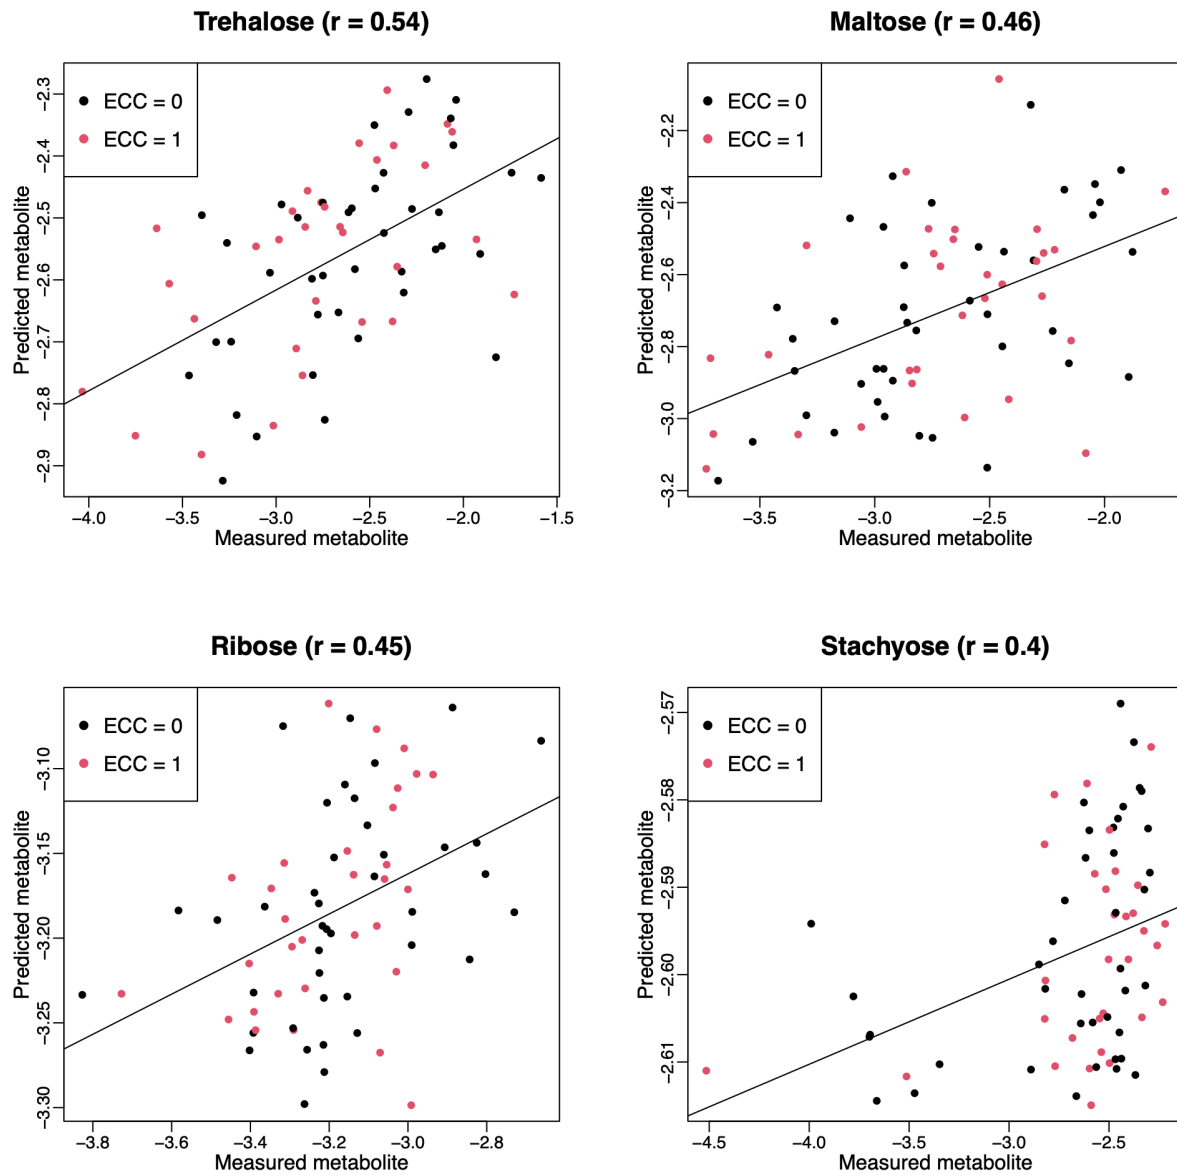 Trehalose (r = 0.54)
ECC = 0
ECC = 1
Predicted metabolite
−2.3
−2.4
−2.5
−2.6
−2.7
−2.8
−2.9
−4.0 −3.5 −3.0 −2.5 −2.0 −1.5
Measured metabolite
Maltose (r = 0.46)
ECC = 0
ECC = 1
Predicted metabolite
−2.2
−2.4
−2.6
−2.8
−3.0
−3.2
−3.5 −3.0 −2.5 −2.0
Measured metabolite
Ribose (r = 0.45)
ECC = 0
ECC = 1
Predicted metabolite
−3.10
−3.15
−3.20
−3.25
−3.30
−3.8 −3.6 −3.4 −3.2 −3.0 −2.8
Measured metabolite
Stachyose (r = 0.4)
ECC = 0
ECC = 1
Predicted metabolite
−2.57
−2.58
−2.59
−2.60
−2.61
−4.5 −4.0 −3.5 −3.0 −2.5
Measured metabolite